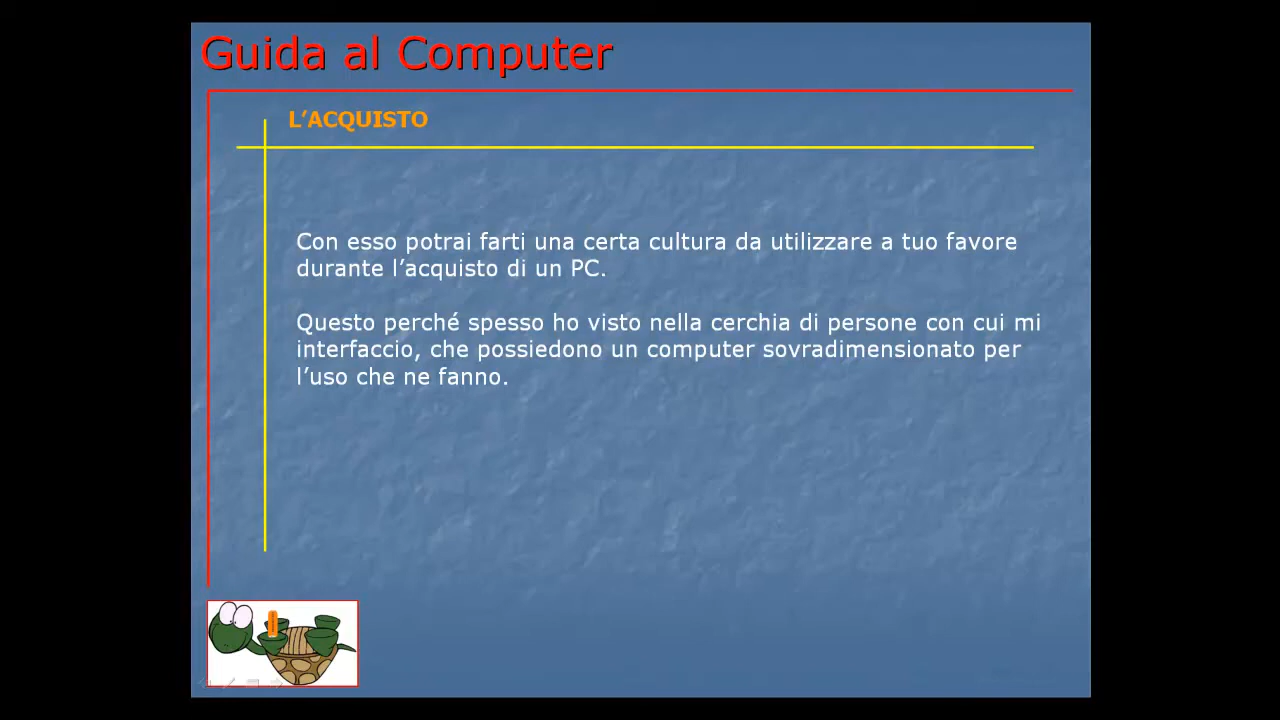 Guida al Computer
L’ACQUISTO
Con esso potrai farti una certa cultura da utilizzare a tuo favore
durante l’acquisto di un PC.
Questo perché spesso ho visto nella cerchia di persone con cui mi
interfaccio, che possiedono un computer sovradimensionato per
l’uso che ne fanno.